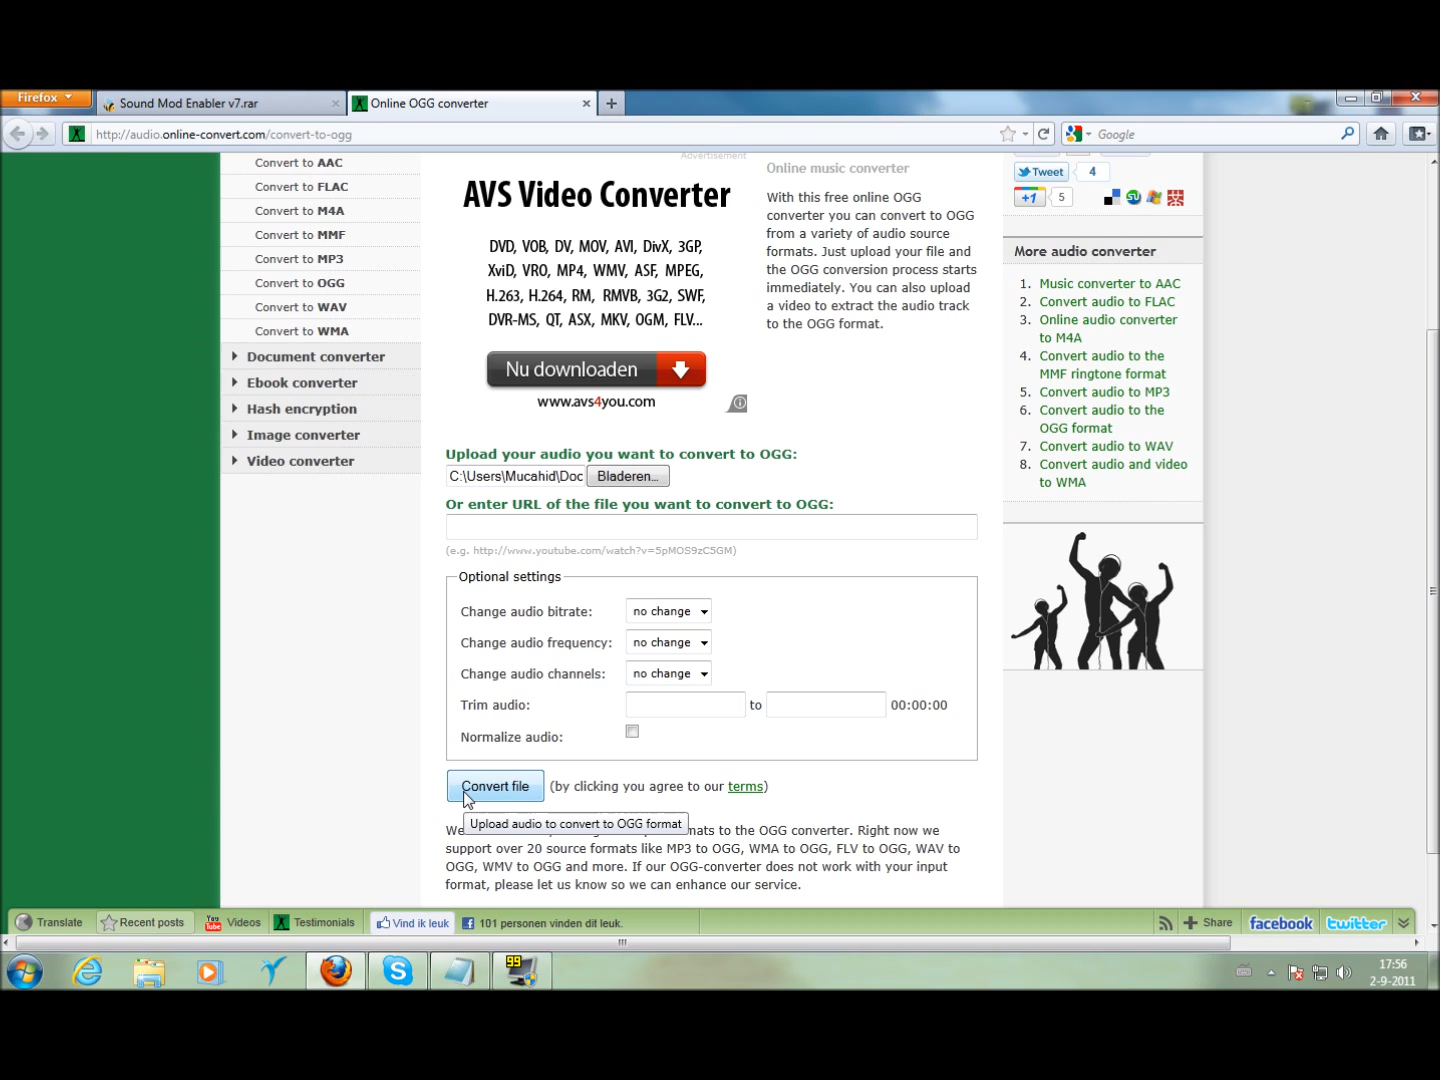 Firefox
Sound Mod Enabler v7.rar
Online OGG converter
http://audio.online-convert.com/convert-to-ogg
Google
Convert to AAC
Convert to FLAC
Convert to M4A
Convert to MMF
Convert to MP3
Convert to OGG
Convert to WAV
Convert to WMA
Document converter
Ebook converter
Hash encryption
Image converter
Video converter
Advertisement
AVS Video Converter
DVD, VOB, DV, MOV, AVI, DivX, 3GP,
XviD, VRO, MP4, WMV, ASF, MPEG,
H.263, H.264, RM, RMVB, 3G2, SWF,
DVR-MS, QT, ASX, MKV, OGM, FLV...
Nu downloaden
www.avs4you.com
Online music converter
With this free online OGG
converter you can convert to OGG
from a variety of audio source
formats. Just upload your file and
the OGG conversion process starts
immediately. You can also upload
a video to extract the audio track
to the OGG format.
Tweet 4
+1 5
More audio converter
1. Music converter to AAC
2. Convert audio to FLAC
3. Online audio converter
to M4A
4. Convert audio to the
MMF ringtone format
5. Convert audio to MP3
6. Convert audio to the
OGG format
7. Convert audio to WAV
8. Convert audio and video
to WMA
Upload your audio you want to convert to OGG:
C:\Users\Mucahid\Doc Bladeren...
Or enter URL of the file you want to convert to OGG:
(e.g. http://www.youtube.com/watch?v=5pMOS9zC5GM)
Optional settings
Change audio bitrate: no change
Change audio frequency: no change
Change audio channels: no change
Trim audio: to 00:00:00
Normalize audio:
Convert file (by clicking you agree to our terms)
Upload audio to convert to OGG format
We mats to the OGG converter. Right now we
support over 20 source formats like MP3 to OGG, WMA to OGG, FLV to OGG, WAV to
OGG, WMV to OGG and more. If our OGG-converter does not work with your input
format, please let us know so we can enhance our service.
Translate Recent posts You Tube Videos Testimonials Vind ik leuk 101 personen vinden dit leuk. Share facebook twitter
99
17:56
2-9-2011